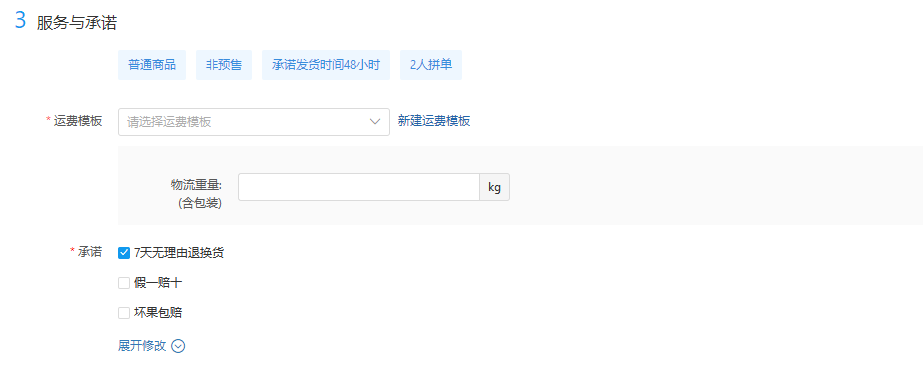 3 服务与承诺
普通商品 非预售 承诺发货时间48小时 2人拼单
* 运费模板 请选择运费模板 新建运费模板
物流重量: kg
(含包装)
* 承诺 7天无理由退换货
假一赔十
坏果包赔
展开修改